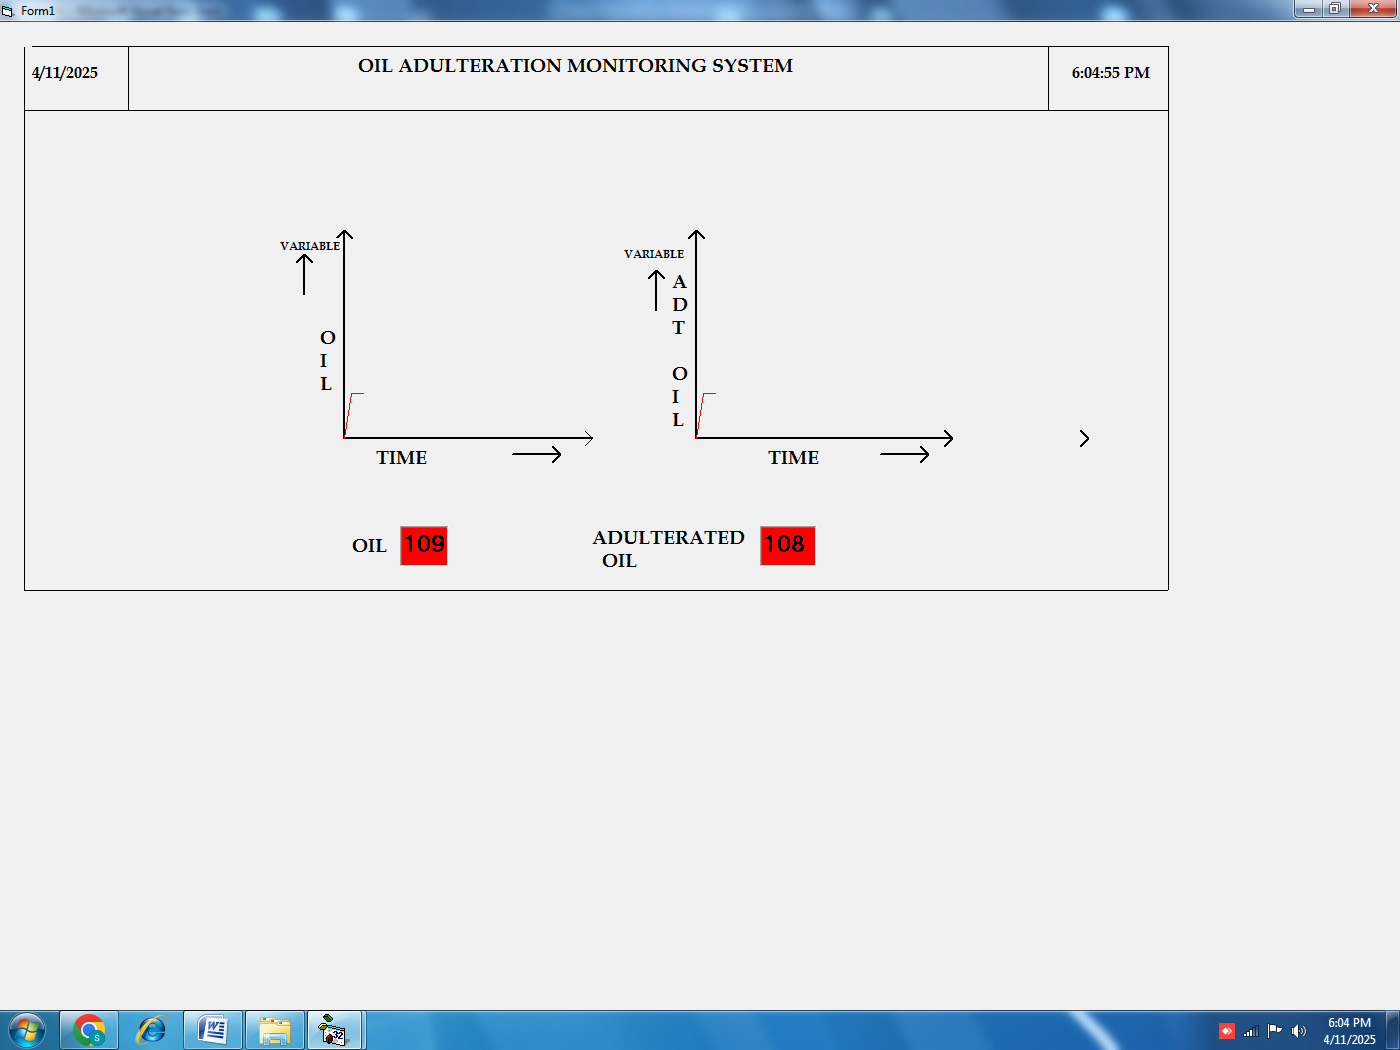 Form1
4/11/2025
OIL ADULTERATION MONITORING SYSTEM
6:04:55 PM
VARIABLE
O
I
L
TIME
VARIABLE
A
D
T
O
I
L
TIME
OIL 109
ADULTERATED
OIL
108
6:04 PM
4/11/2025